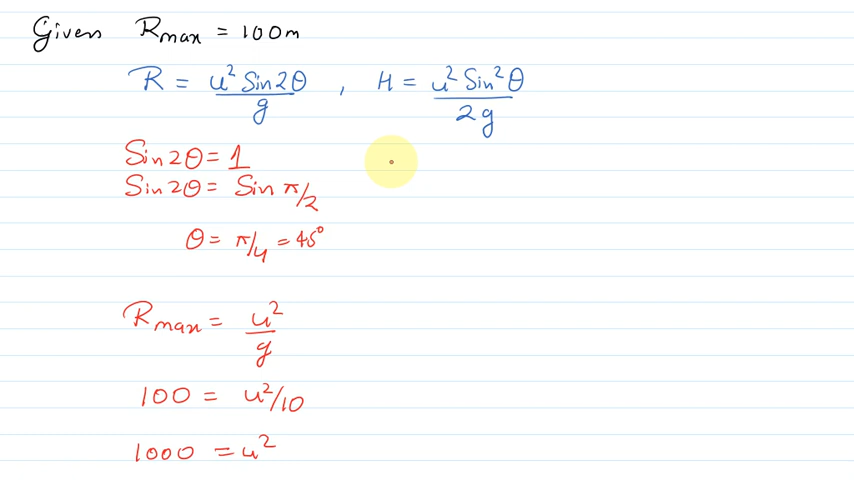 Given Rmax = 100m
R = u² Sin2θ/g , H = u² Sin²θ/2g
Sin2θ = 1
Sin2θ = Sin π/2
θ = π/4 = 45°
Rmax = u²/g
100 = u²/10
1000 = u²